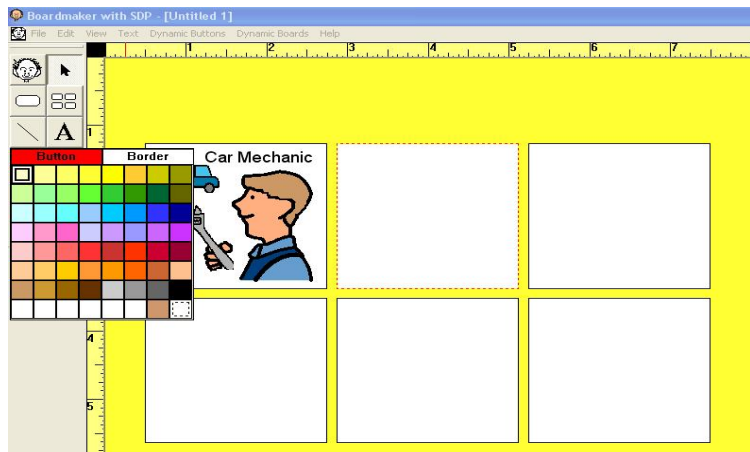 Boardmaker with SDP - [Untitled 1]
File Edit View Text Dynamic Buttons Dynamic Boards Help
1 2 3 4 5 6 7
A
1
Button Border
Car Mechanic
4
5